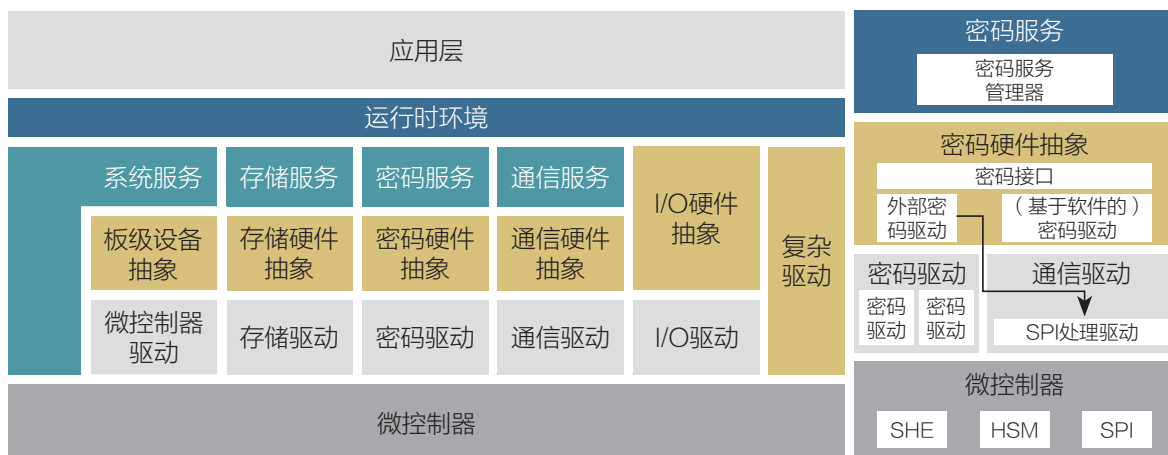 应用层
运行时环境
系统服务
存储服务
密码服务
通信服务
I/O硬件
抽象
复杂
驱动
板级设备
抽象
存储硬件
抽象
密码硬件
抽象
通信硬件
抽象
微控制器
驱动
存储驱动
密码驱动
通信驱动
I/O驱动
微控制器
密码服务
密码服务
管理器
密码硬件抽象
密码接口
外部密
码驱动
（基于软件的）
密码驱动
密码驱动
密码
驱动
密码
驱动
通信驱动
SPI处理驱动
微控制器
SHE
HSM
SPI